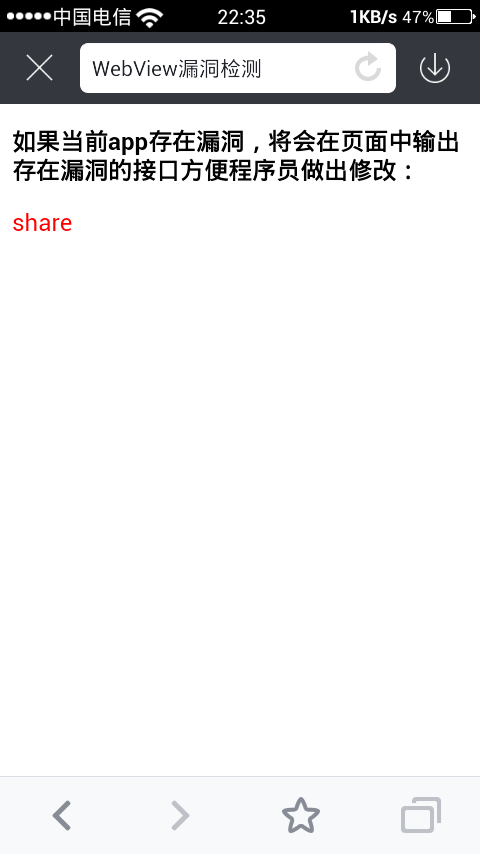 中国电信 22:35 1KB/s 47%
WebView漏洞检测
如果当前app存在漏洞，将会在页面中输出
存在漏洞的接口方便程序员做出修改：
share